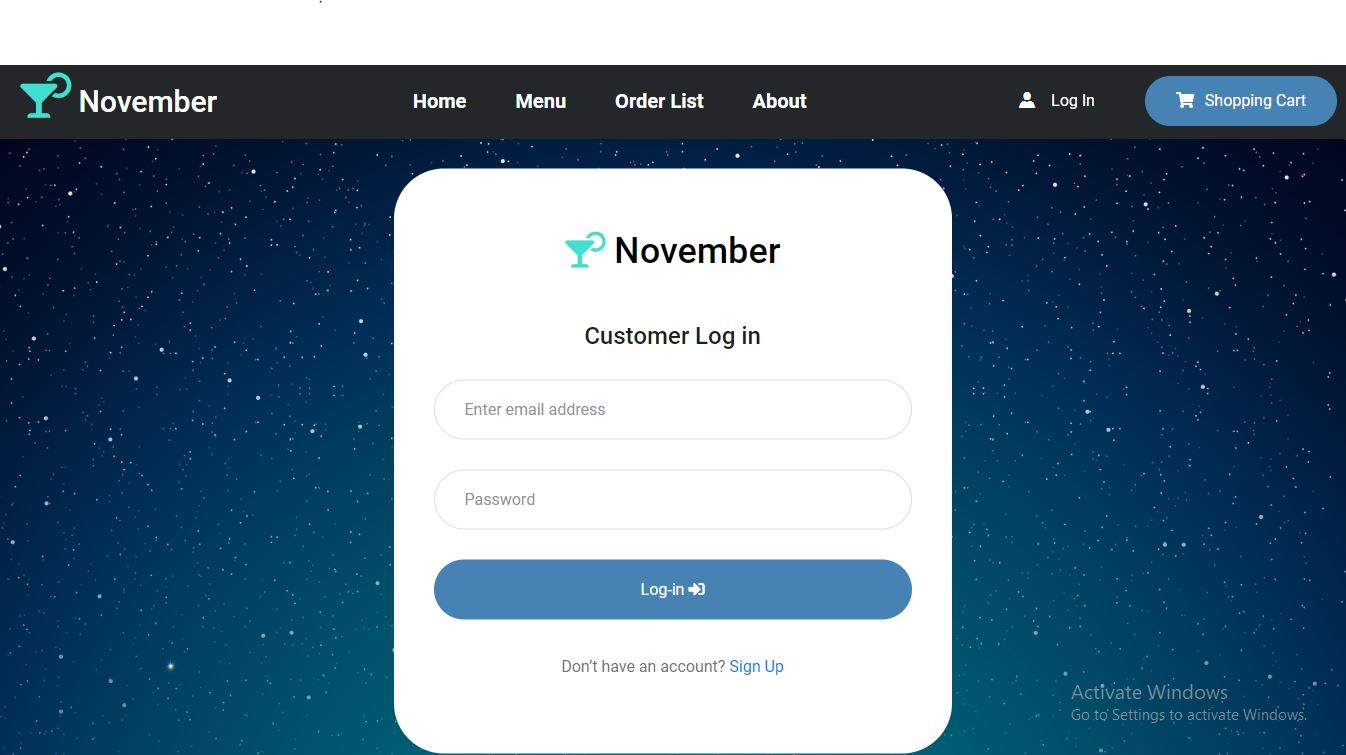 November
Home Menu Order List About
Log In
Shopping Cart
November
Customer Log in
Enter email address
Password
Log-in
Don't have an account? Sign Up
Activate Windows
Go to Settings to activate Windows.